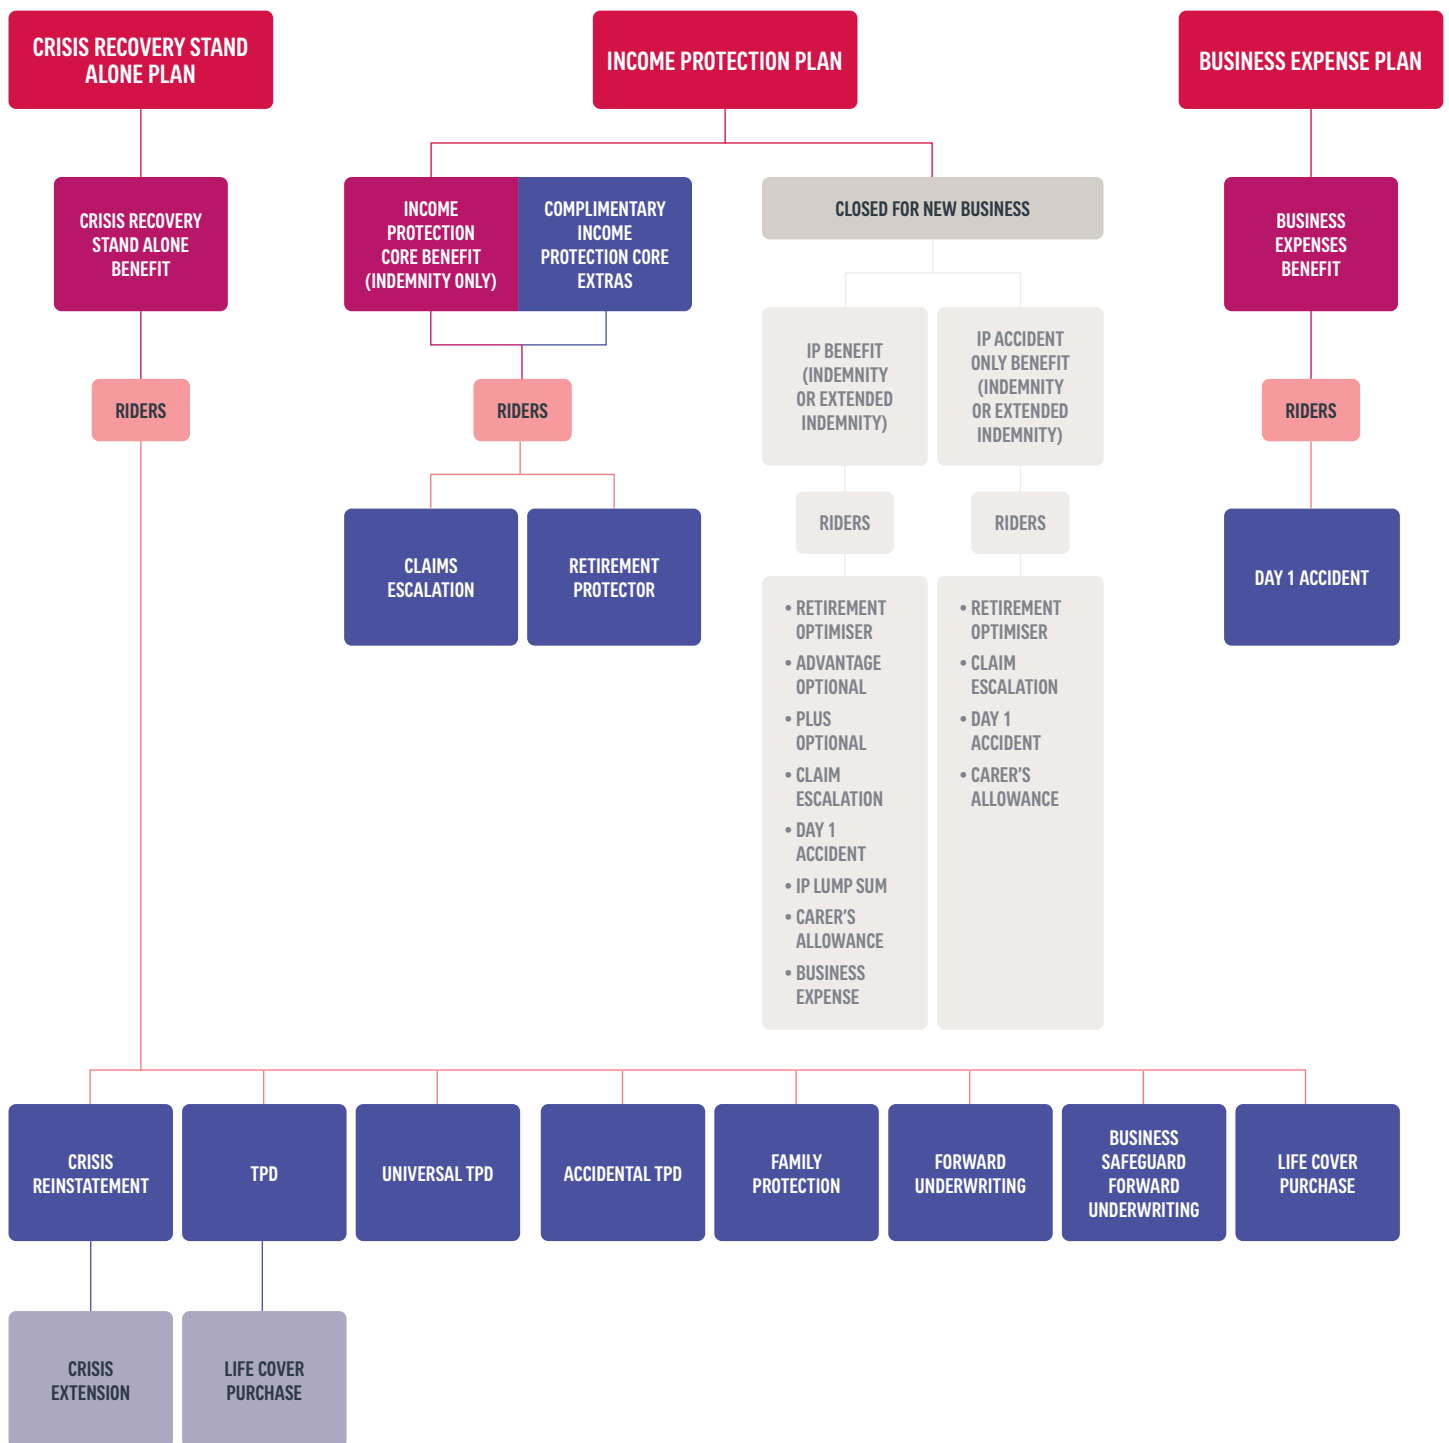 CRISIS RECOVERY STAND
ALONE PLAN
INCOME PROTECTION PLAN
BUSINESS EXPENSE PLAN
CRISIS RECOVERY
STAND ALONE
BENEFIT
INCOME
PROTECTION
CORE BENEFIT
(INDEMNITY ONLY)
COMPLIMENTARY
INCOME
PROTECTION CORE
EXTRAS
CLOSED FOR NEW BUSINESS
BUSINESS
EXPENSES
BENEFIT
IP BENEFIT
(INDEMNITY
OR EXTENDED
INDEMNITY)
IP ACCIDENT
ONLY BENEFIT
(INDEMNITY
OR EXTENDED
INDEMNITY)
RIDERS
RIDERS
RIDERS
RIDERS
RIDERS
CLAIMS
ESCALATION
RETIREMENT
PROTECTOR
• RETIREMENT
OPTIMISER
• ADVANTAGE
OPTIONAL
• PLUS
OPTIONAL
• CLAIM
ESCALATION
• DAY 1
ACCIDENT
• IP LUMP SUM
• CARER'S
ALLOWANCE
• BUSINESS
EXPENSE
• RETIREMENT
OPTIMISER
• CLAIM
ESCALATION
• DAY 1
ACCIDENT
• CARER'S
ALLOWANCE
DAY 1 ACCIDENT
CRISIS
REINSTATEMENT
TPD
UNIVERSAL TPD
ACCIDENTAL TPD
FAMILY
PROTECTION
FORWARD
UNDERWRITING
BUSINESS
SAFEGUARD
FORWARD
UNDERWRITING
LIFE COVER
PURCHASE
CRISIS
EXTENSION
LIFE COVER
PURCHASE